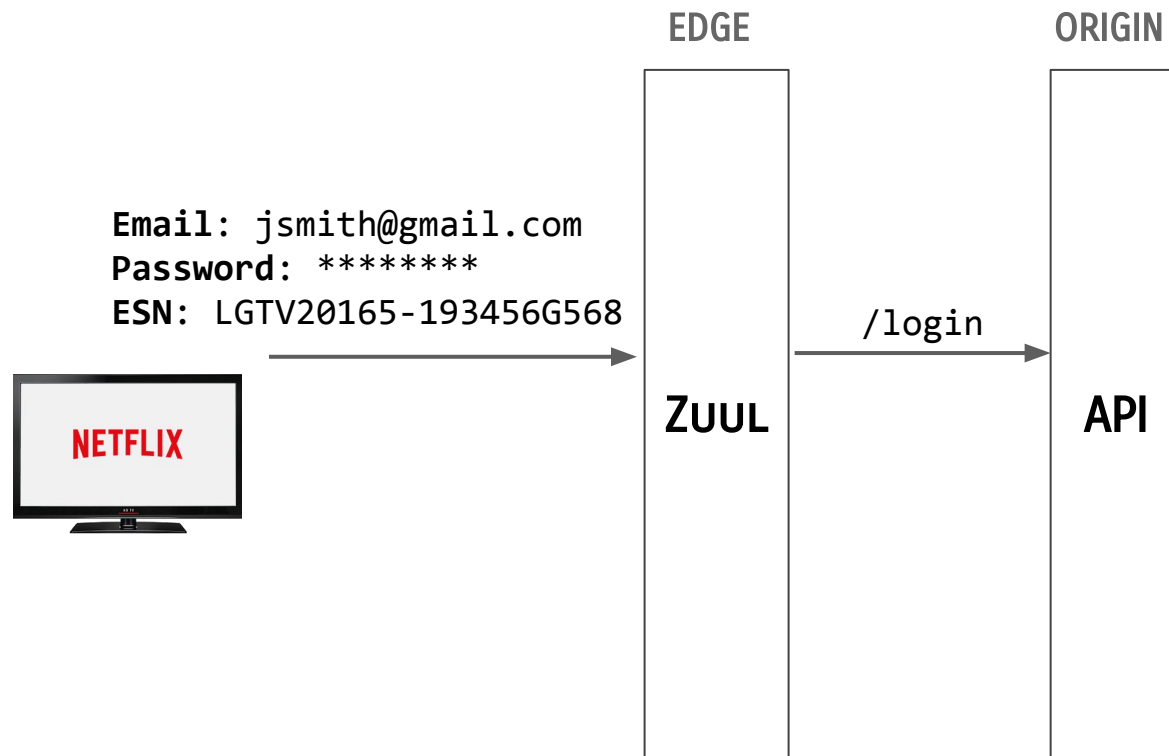 EDGE
ORIGIN
Email: jsmith@gmail.com
Password: ********
ESN: LGTV20165-193456G568
/login
NETFLIX
ZUUL
API